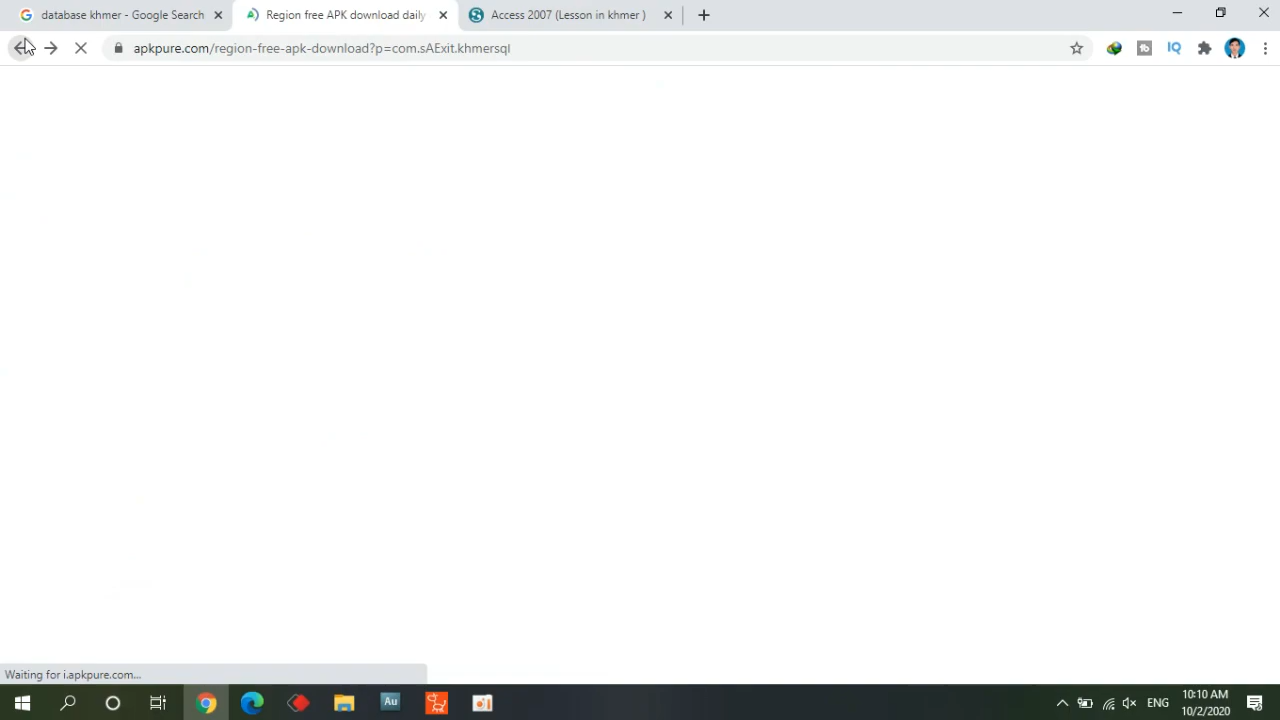 database khmer - Google Search
Region free APK download daily
Access 2007 (Lesson in khmer )
apkpure.com/region-free-apk-download?p=com.sAExit.khmersql
IQ
Waiting for i.apkpure.com...
Au
ENG
10:10 AM
10/2/2020